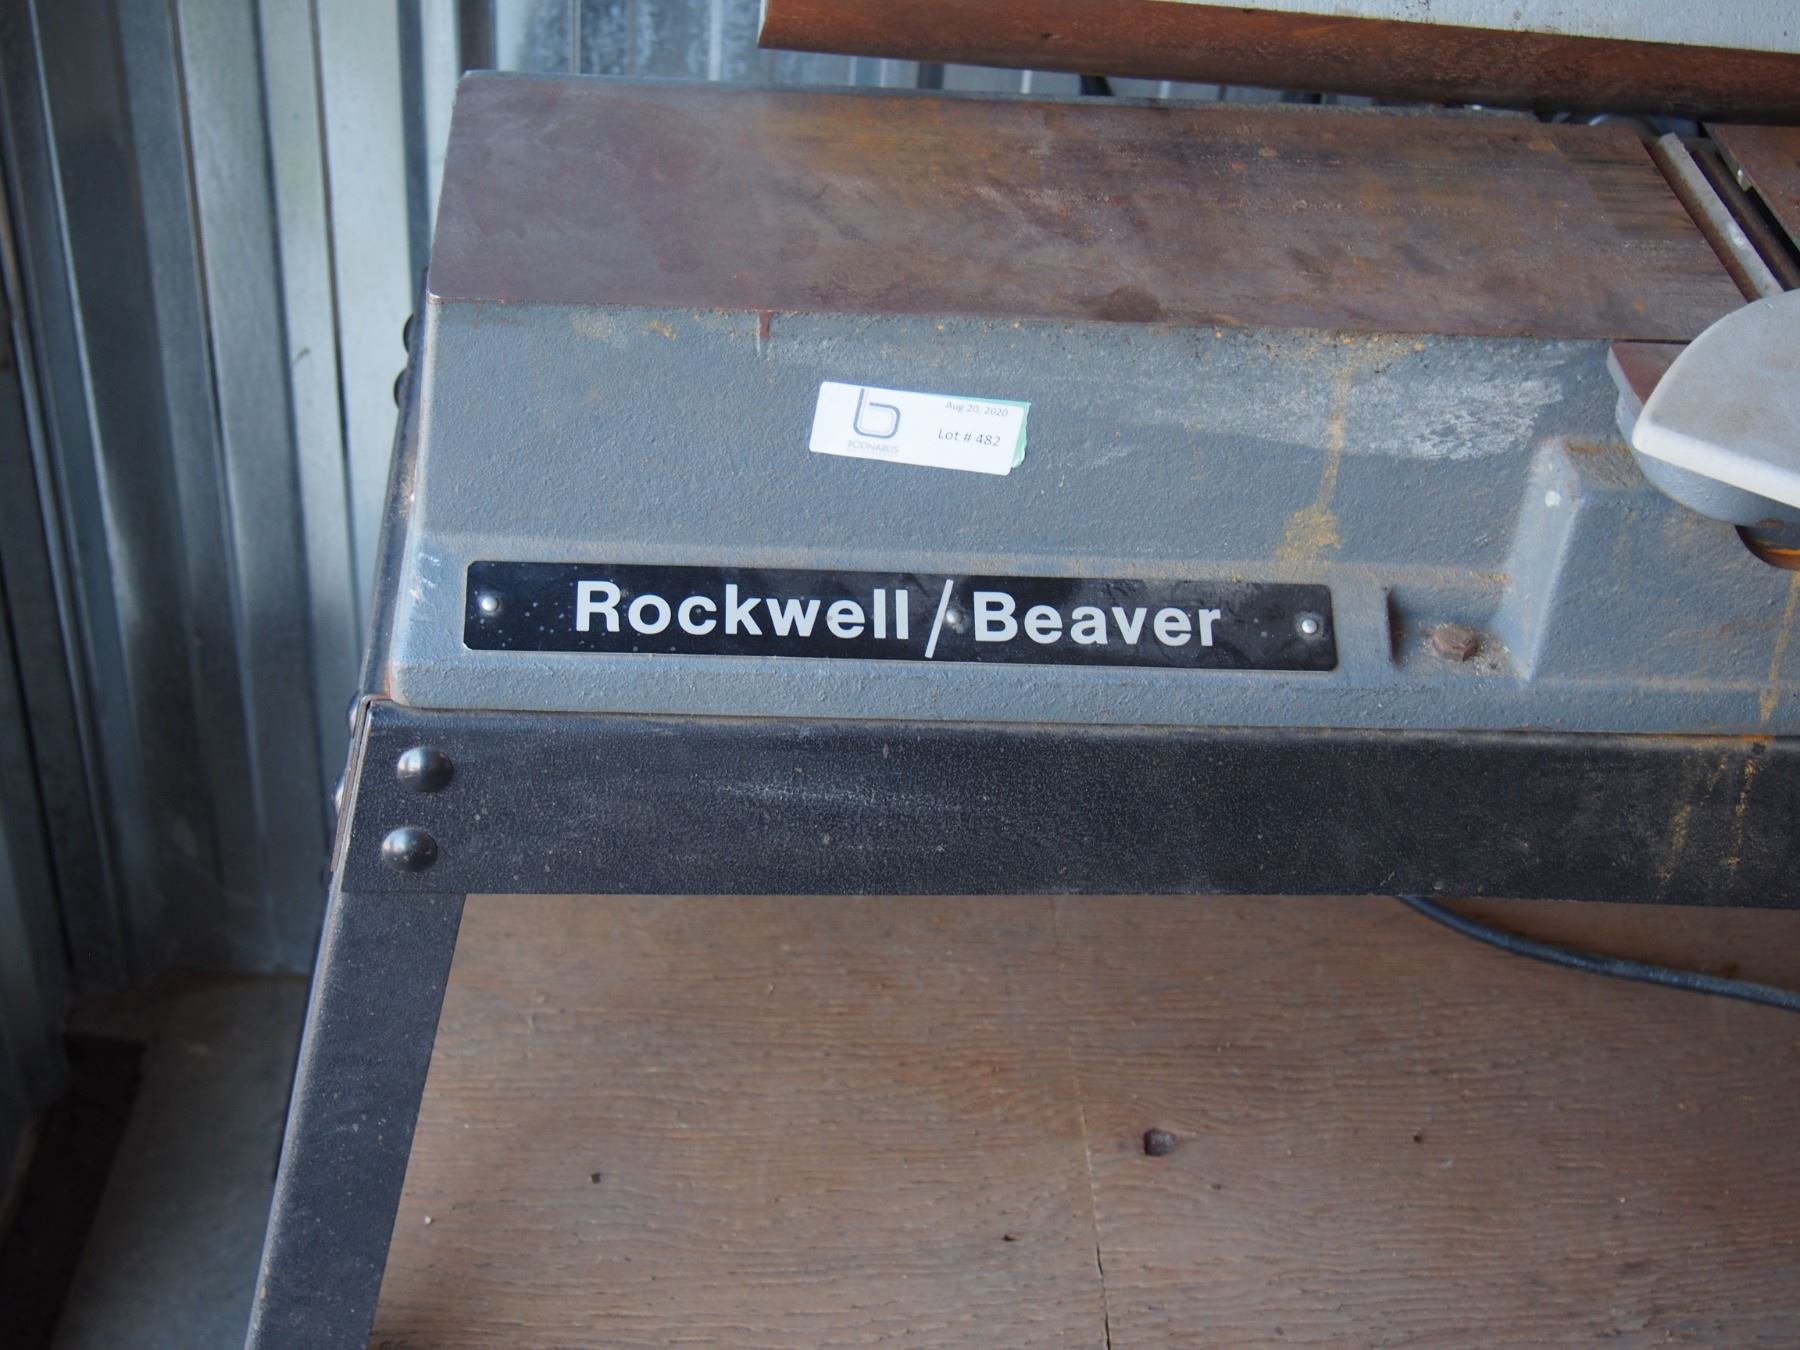 b
Aug 20, 2020
Lot # 482
BODNARUS
Rockwell/Beaver